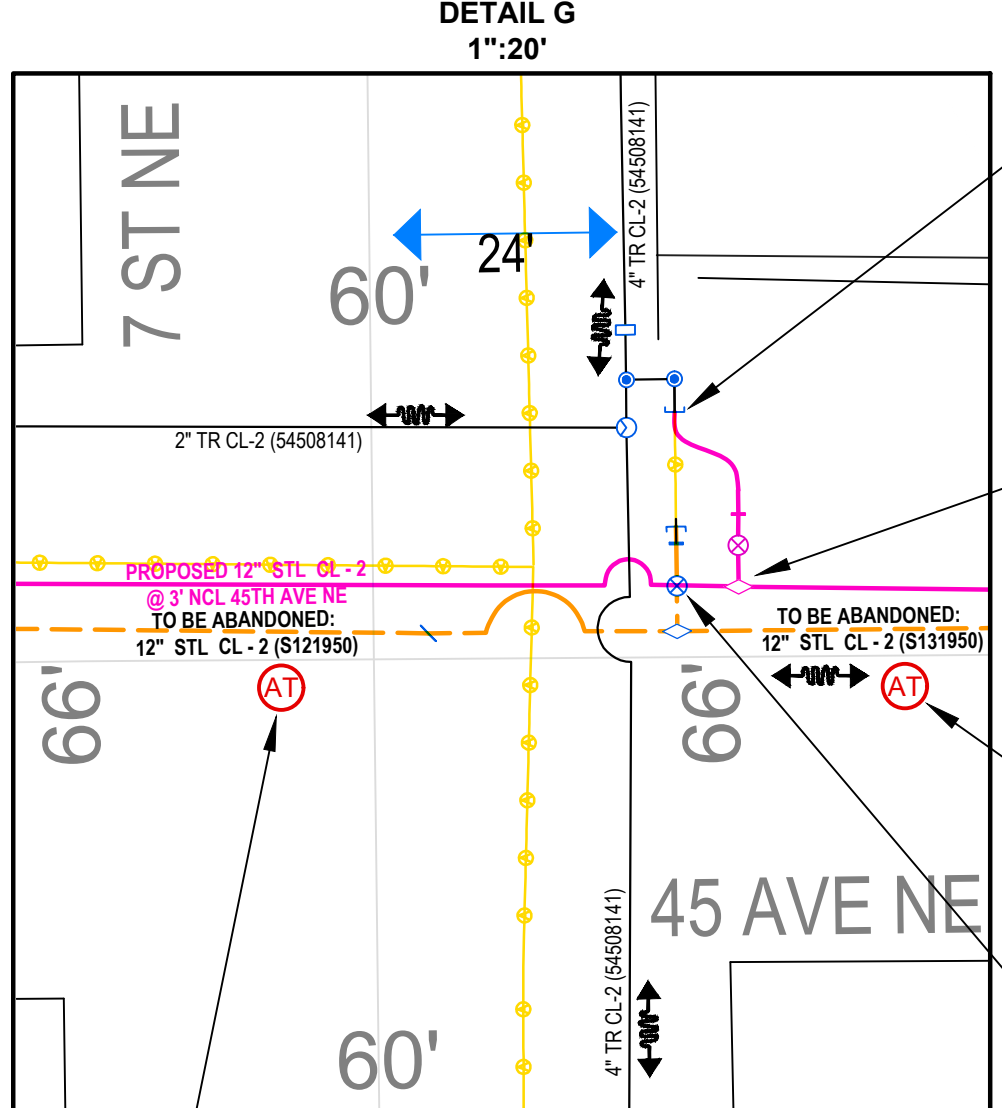 DETAIL G
1":20'
7 ST NE
4" TR CL-2 (54508141)
24'
60'
2" TR CL-2 (54508141)
PROPOSED 12" STL CL - 2
@ 3' NCL 45TH AVE NE
TO BE ABANDONED:
12" STL CL - 2 (S121950)
TO BE ABANDONED:
12" STL CL - 2 (S131950)
66'
AT
66'
AT
45 AVE NE
4" TR CL-2 (54508141)
60'